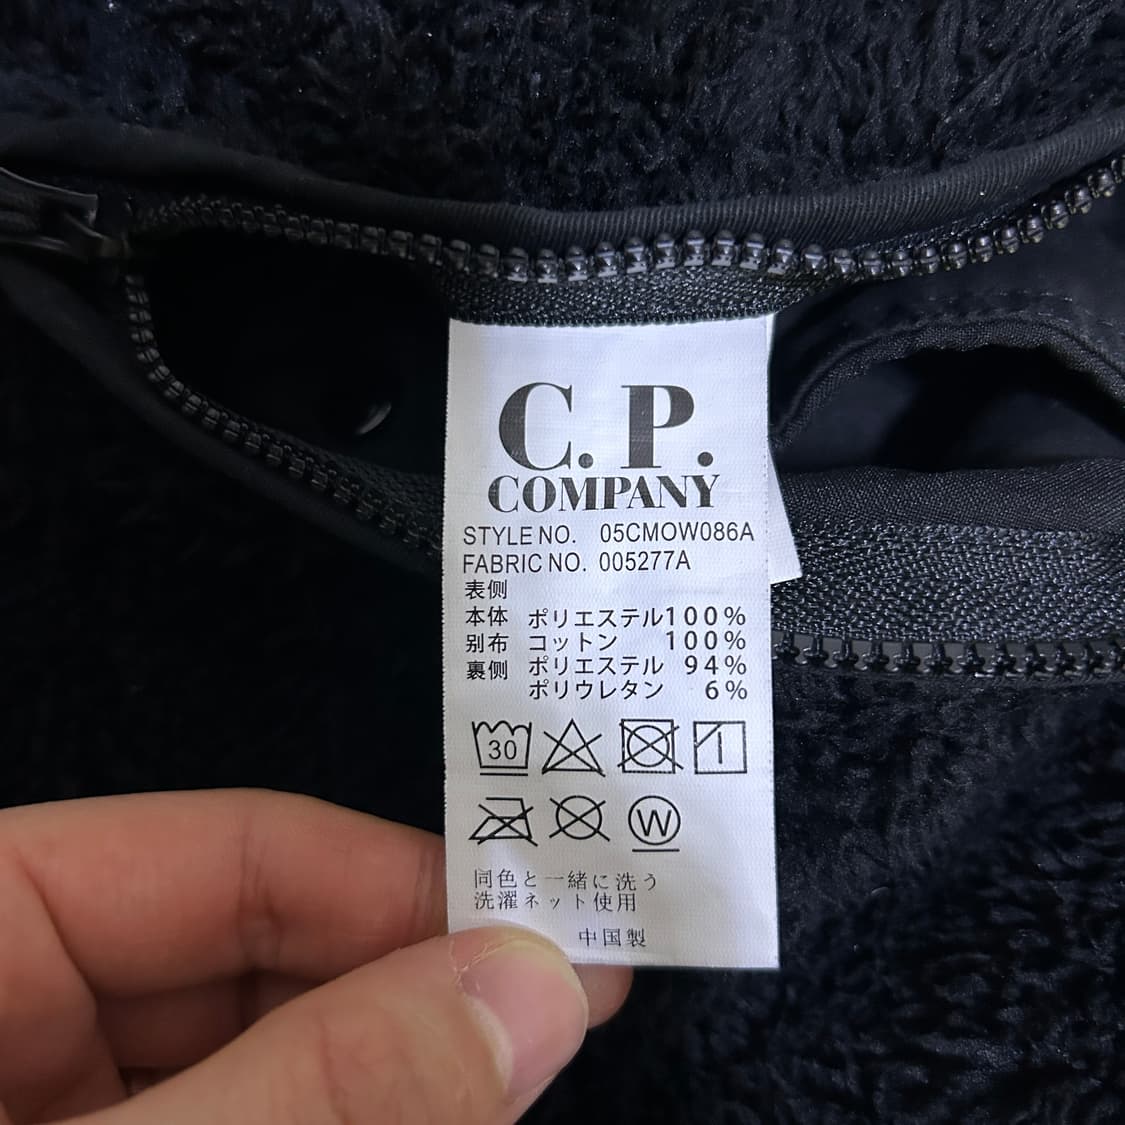 C. P.
COMPANY
STYLE NO. 05CMOW086A
FABRIC NO. 005277A
表側
本体 ポリエステル100%
別布 コットン 100%
裏側 ポリエステル 94%
ポリウレタン 6%
30
W
同色と一緒に洗う
洗濯ネット使用
中国製